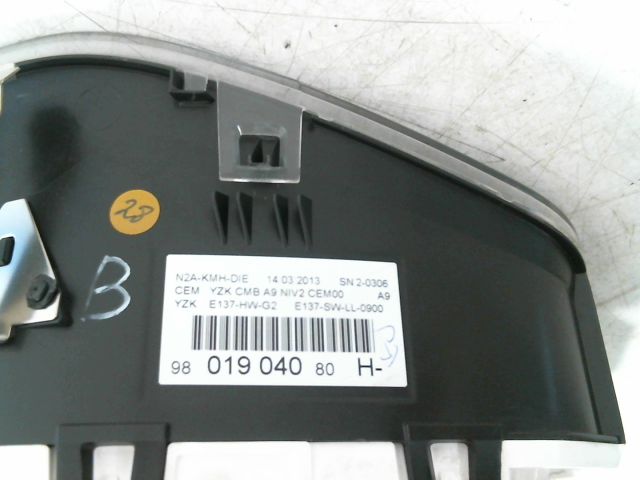 28
B
N2A-KMH-DIE 14.03.2013 SN 2-0306
CEM YZK CMB A9 NIV2 CEM00 A9
YZK E137-HW-G2 E137-SW-LL-0900
98 019 040 80 H-